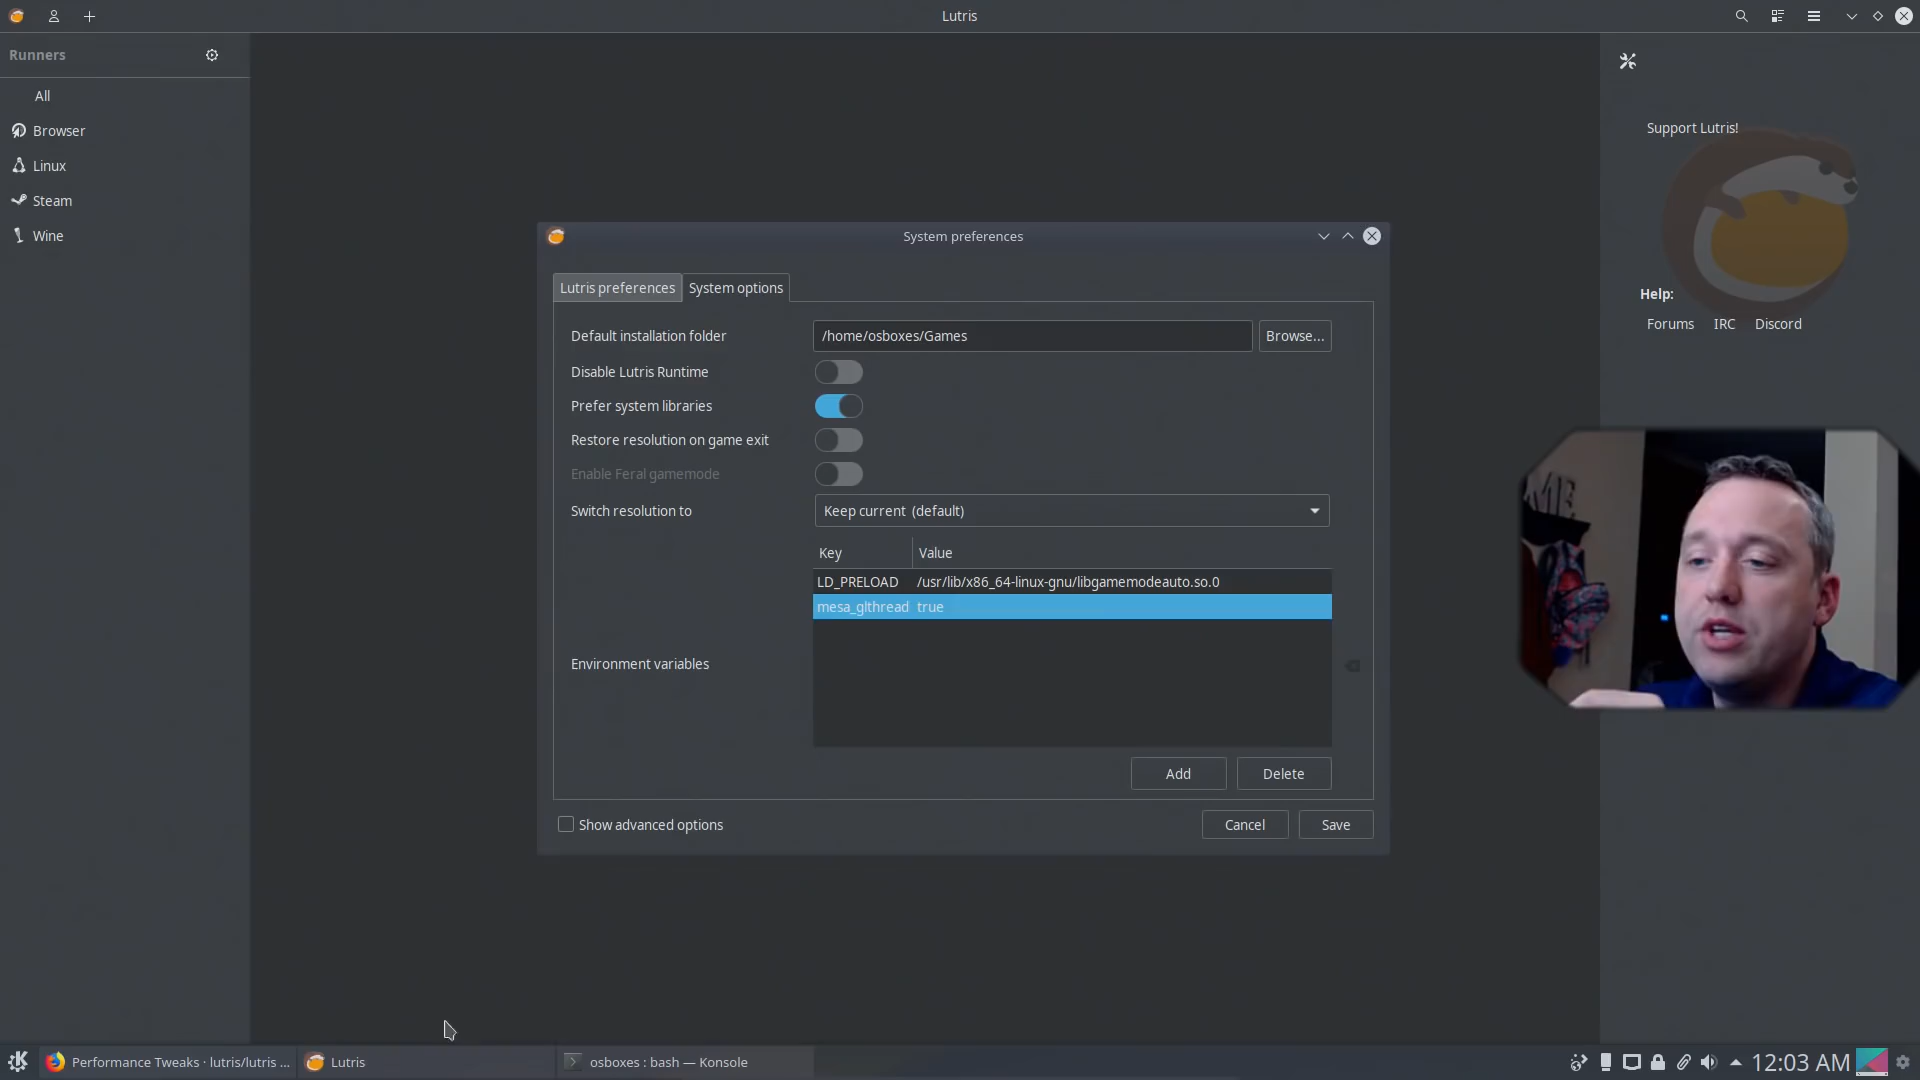 Lutris
Runners
All
Browser
Linux
Steam
Wine
Support Lutris!
Help:
Forums IRC Discord
System preferences
Lutris preferences System options
Default installation folder /home/osboxes/Games Browse...
Disable Lutris Runtime
Prefer system libraries
Restore resolution on game exit
Enable Feral gamemode
Switch resolution to Keep current (default)
Key Value
LD_PRELOAD /usr/lib/x86_64-linux-gnu/libgamemodeauto.so.0
mesa_glthread true
Environment variables
Add Delete
Show advanced options Cancel Save
Performance Tweaks · lutris/lutris ... Lutris osboxes : bash — Konsole 12:03 AM